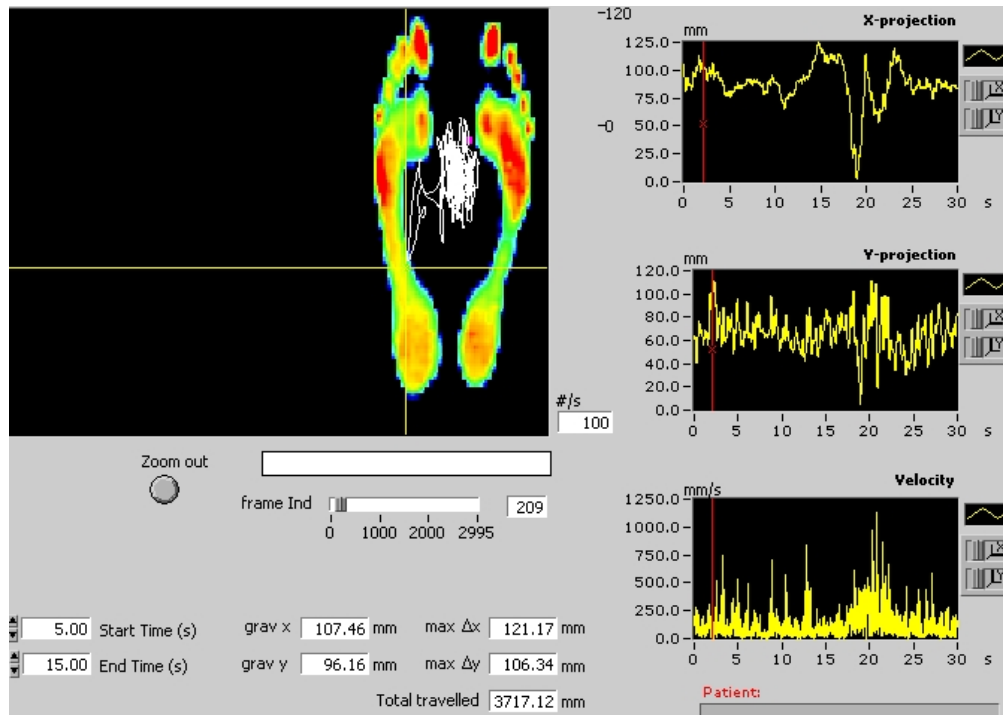 −120
−0
#/s
100
Zoom out
frame Ind
209
0 1000 2000 2995
5.00 Start Time (s) grav x 107.46 mm max Δx 121.17 mm
15.00 End Time (s) grav y 96.16 mm max Δy 106.34 mm
Total travelled 3717.12 mm
X-projection
mm
125.0
100.0
75.0
50.0
25.0
0.0
0 5 10 15 20 25 30 s
X
Y
Y-projection
mm
120.0
100.0
80.0
60.0
40.0
20.0
0.0
0 5 10 15 20 25 30 s
X
Y
Velocity
mm/s
1250.0
1000.0
750.0
500.0
250.0
0.0
0 5 10 15 20 25 30 s
X
Y
Patient: